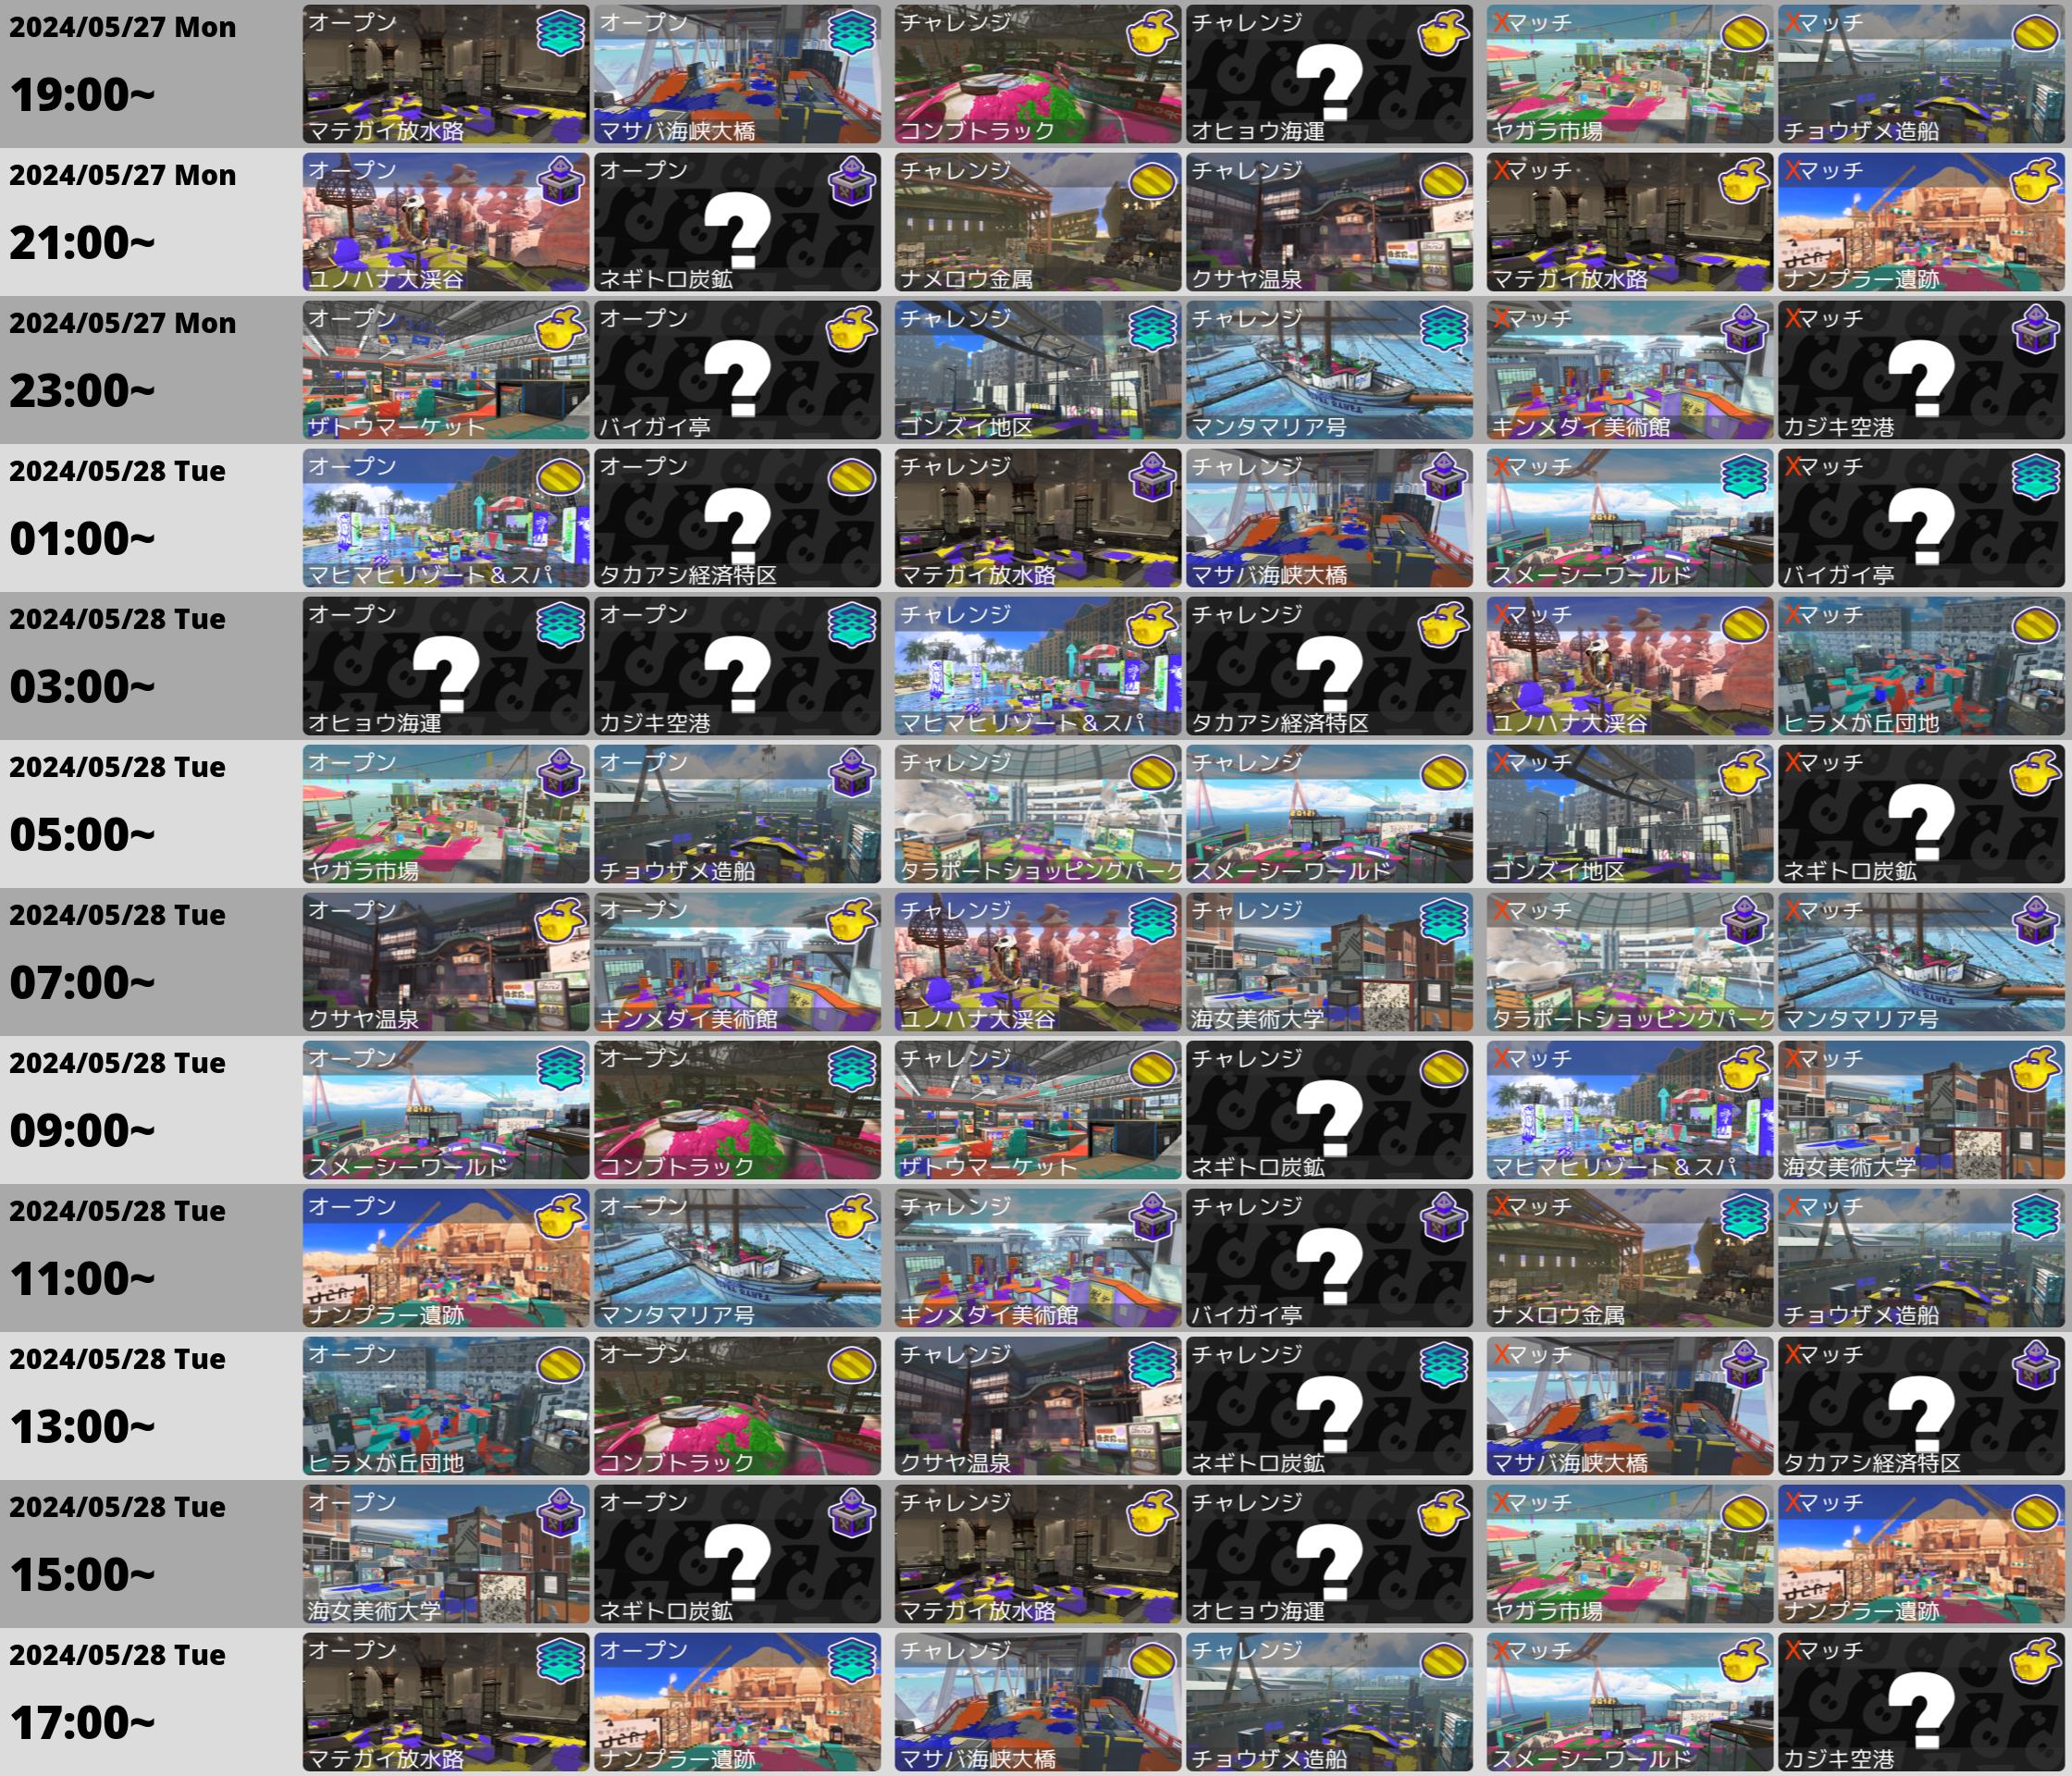 2024/05/27 Mon
19:00~
オープン
マテガイ放水路
オープン
マサバ海峡大橋
チャレンジ
コンブトラック
チャレンジ
オヒョウ海運
Xマッチ
ヤガラ市場
Xマッチ
チョウザメ造船
2024/05/27 Mon
21:00~
オープン
ユノハナ大渓谷
オープン
ネギトロ炭鉱
チャレンジ
ナメロウ金属
チャレンジ
クサヤ温泉
Xマッチ
マテガイ放水路
Xマッチ
ナンプラー遺跡
2024/05/27 Mon
23:00~
オープン
ザトウマーケット
オープン
バイガイ亭
チャレンジ
ゴンズイ地区
チャレンジ
マンタマリア号
Xマッチ
キンメダイ美術館
Xマッチ
カジキ空港
2024/05/28 Tue
01:00~
オープン
マヒマヒリゾート&スパ
オープン
タカアシ経済特区
チャレンジ
マテガイ放水路
チャレンジ
マサバ海峡大橋
Xマッチ
スメーシーワールド
Xマッチ
バイガイ亭
2024/05/28 Tue
03:00~
オープン
オヒョウ海運
オープン
カジキ空港
チャレンジ
マヒマヒリゾート&スパ
チャレンジ
タカアシ経済特区
Xマッチ
ユノハナ大渓谷
Xマッチ
ヒラメが丘団地
2024/05/28 Tue
05:00~
オープン
ヤガラ市場
オープン
チョウザメ造船
チャレンジ
タラポートショッピングパーク
チャレンジ
スメーシーワールド
Xマッチ
ゴンズイ地区
Xマッチ
ネギトロ炭鉱
2024/05/28 Tue
07:00~
オープン
クサヤ温泉
オープン
キンメダイ美術館
チャレンジ
ユノハナ大渓谷
チャレンジ
海女美術大学
Xマッチ
タラポートショッピングパーク
Xマッチ
マンタマリア号
2024/05/28 Tue
09:00~
オープン
スメーシーワールド
オープン
コンブトラック
チャレンジ
ザトウマーケット
チャレンジ
ネギトロ炭鉱
Xマッチ
マヒマヒリゾート&スパ
Xマッチ
海女美術大学
2024/05/28 Tue
11:00~
オープン
ナンプラー遺跡
オープン
マンタマリア号
チャレンジ
キンメダイ美術館
チャレンジ
バイガイ亭
Xマッチ
ナメロウ金属
Xマッチ
チョウザメ造船
2024/05/28 Tue
13:00~
オープン
ヒラメが丘団地
オープン
コンブトラック
チャレンジ
クサヤ温泉
チャレンジ
ネギトロ炭鉱
Xマッチ
マサバ海峡大橋
Xマッチ
タカアシ経済特区
2024/05/28 Tue
15:00~
オープン
海女美術大学
オープン
ネギトロ炭鉱
チャレンジ
マテガイ放水路
チャレンジ
オヒョウ海運
Xマッチ
ヤガラ市場
Xマッチ
ナンプラー遺跡
2024/05/28 Tue
17:00~
オープン
マテガイ放水路
オープン
ナンプラー遺跡
チャレンジ
マサバ海峡大橋
チャレンジ
チョウザメ造船
Xマッチ
スメーシーワールド
Xマッチ
カジキ空港